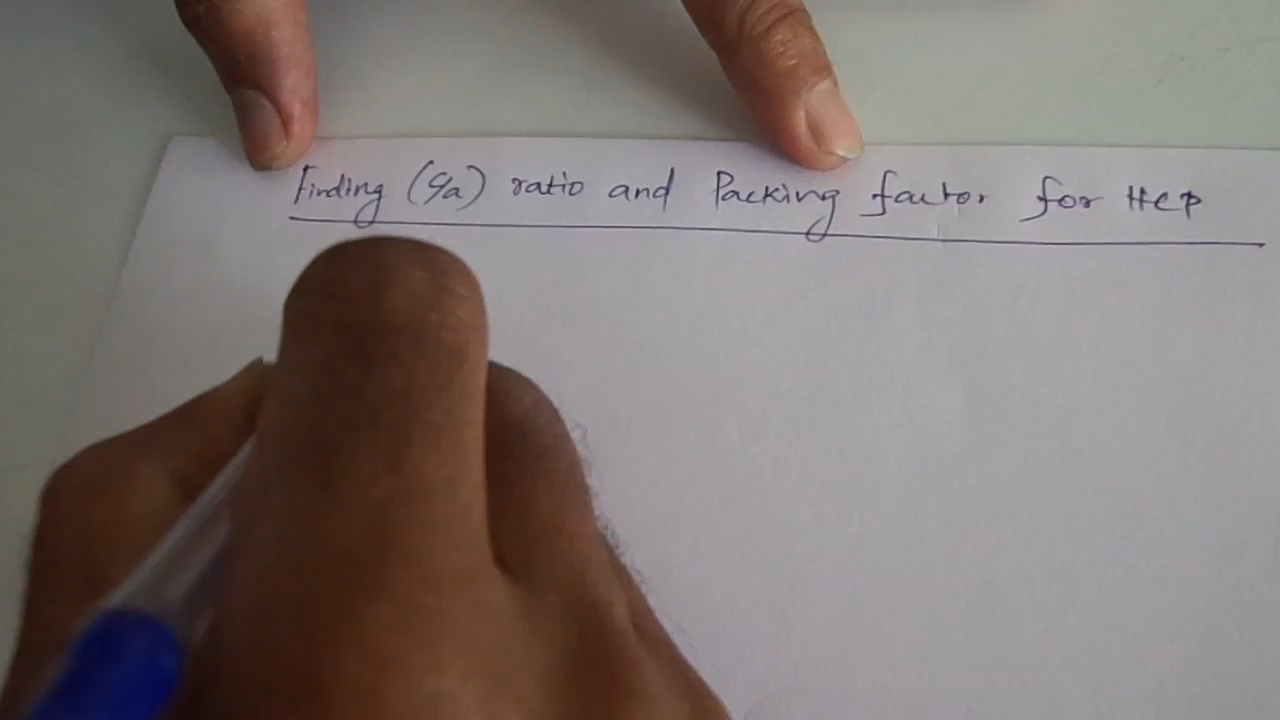 Finding (c/a) ratio and Packing factor for HCP